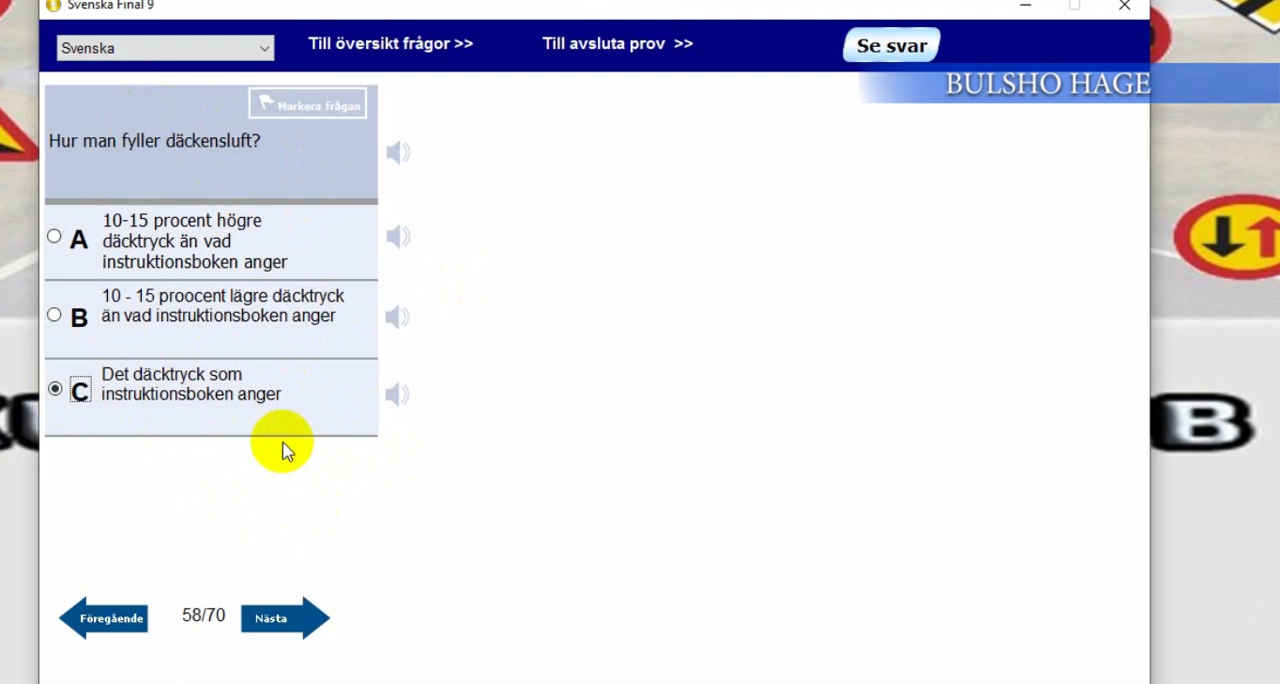 Svenska Final 9
Svenska
Till översikt frågor >>
Till avsluta prov >>
Se svar
BULSHO HAGE
Markera frågan
Hur man fyller däckensluft?
A
10-15 procent högre
däcktryck än vad
instruktionsboken anger
B
10 - 15 proocent lägre däcktryck
än vad instruktionsboken anger
C
Det däcktryck som
instruktionsboken anger
B
Föregående
58/70
Nästa